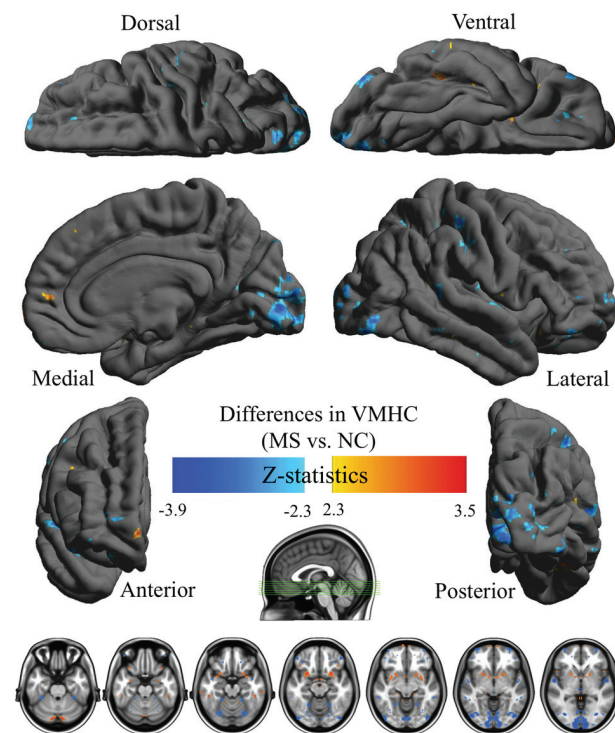 Dorsal
Ventral
Medial
Lateral
Differences in VMHC
(MS vs. NC)
Z-statistics
-3.9
-2.3
2.3
3.5
Anterior
Posterior